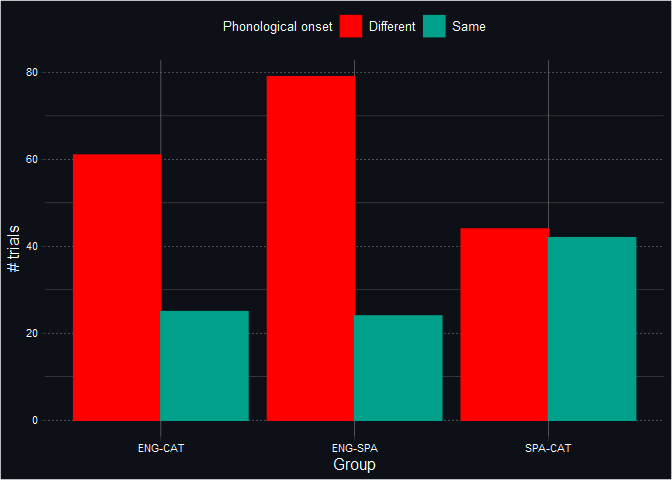 Phonological onset Different Same
80
60
40
20
0
# trials
ENG-CAT ENG-SPA SPA-CAT
Group